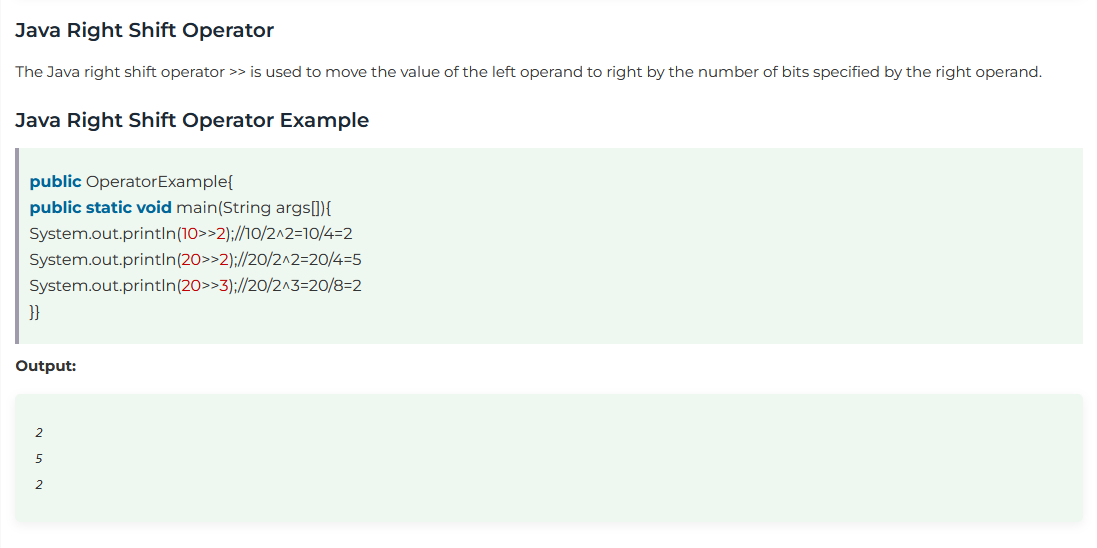 Java Right Shift Operator
The Java right shift operator >> is used to move the value of the left operand to right by the number of bits specified by the right operand.
Java Right Shift Operator Example
public OperatorExample{
public static void main(String args[]){
System.out.println(10>>2);//10/2^2=10/4=2
System.out.println(20>>2);//20/2^2=20/4=5
System.out.println(20>>3);//20/2^3=20/8=2
}}
Output:
2
5
2